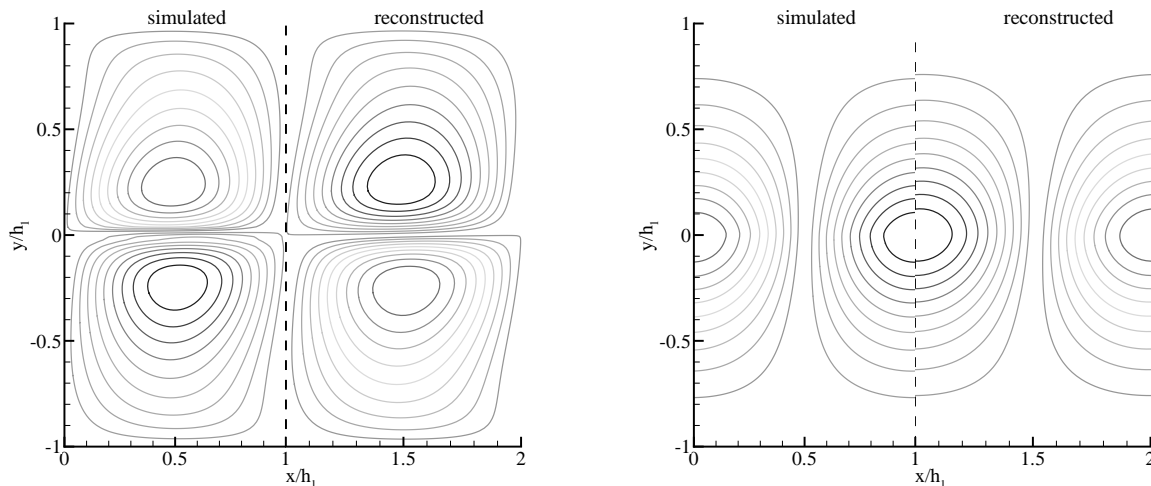 simulated reconstructed
1
0.5
0
-0.5
-1
y/h₁
0 0.5 1 1.5 2
x/h₁
simulated reconstructed
1
0.5
0
-0.5
-1
y/h₁
0 0.5 1 1.5 2
x/h₁